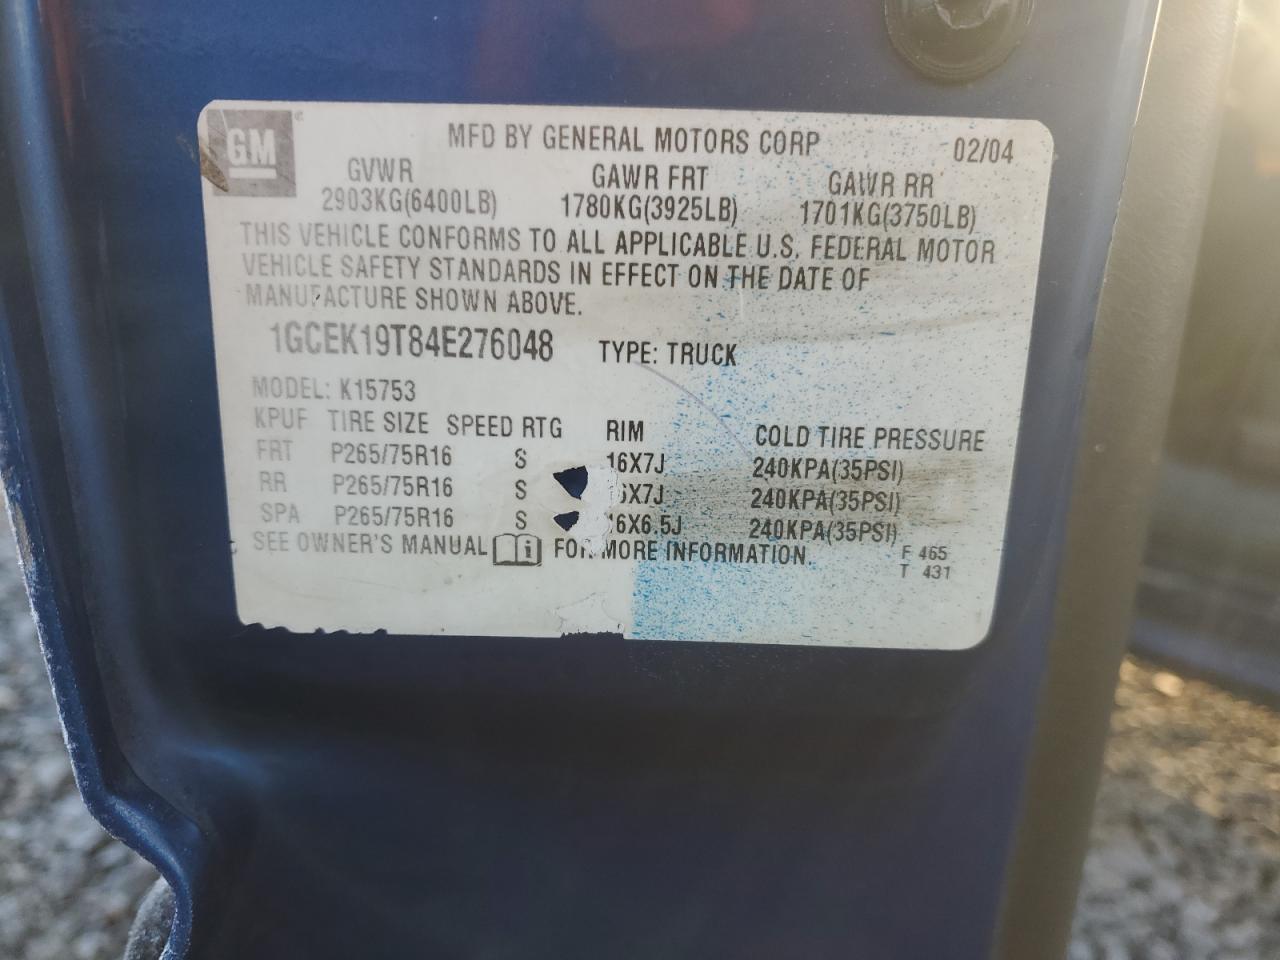 GM
MFD BY GENERAL MOTORS CORP 02/04
GVWR GAWR FRT GAWR RR
2903KG(6400LB) 1780KG(3925LB) 1701KG(3750LB)
THIS VEHICLE CONFORMS TO ALL APPLICABLE U.S. FEDERAL MOTOR
VEHICLE SAFETY STANDARDS IN EFFECT ON THE DATE OF
MANUFACTURE SHOWN ABOVE.
1GCEK19T84E276048 TYPE: TRUCK
MODEL: K15753
KPUF TIRE SIZE SPEED RTG RIM COLD TIRE PRESSURE
FRT P265/75R16 S 16X7J 240KPA(35PSI)
RR P265/75R16 S 6X7J 240KPA(35PSI)
SPA P265/75R16 S 16X6.5J 240KPA(35PSI)
SEE OWNER'S MANUAL FOR MORE INFORMATION.
F 465
T 431